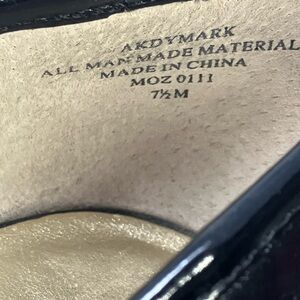 AKDYMARK
ALL MAN MADE MATERIAL
MADE IN CHINA
MOZ 0111
7½M